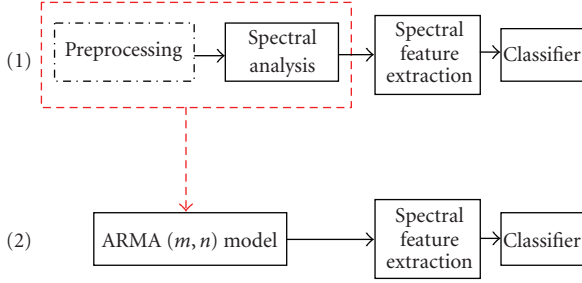 (1)
Preprocessing
Spectral
analysis
Spectral
feature
extraction
Classifier
(2)
ARMA (m, n) model
Spectral
feature
extraction
Classifier